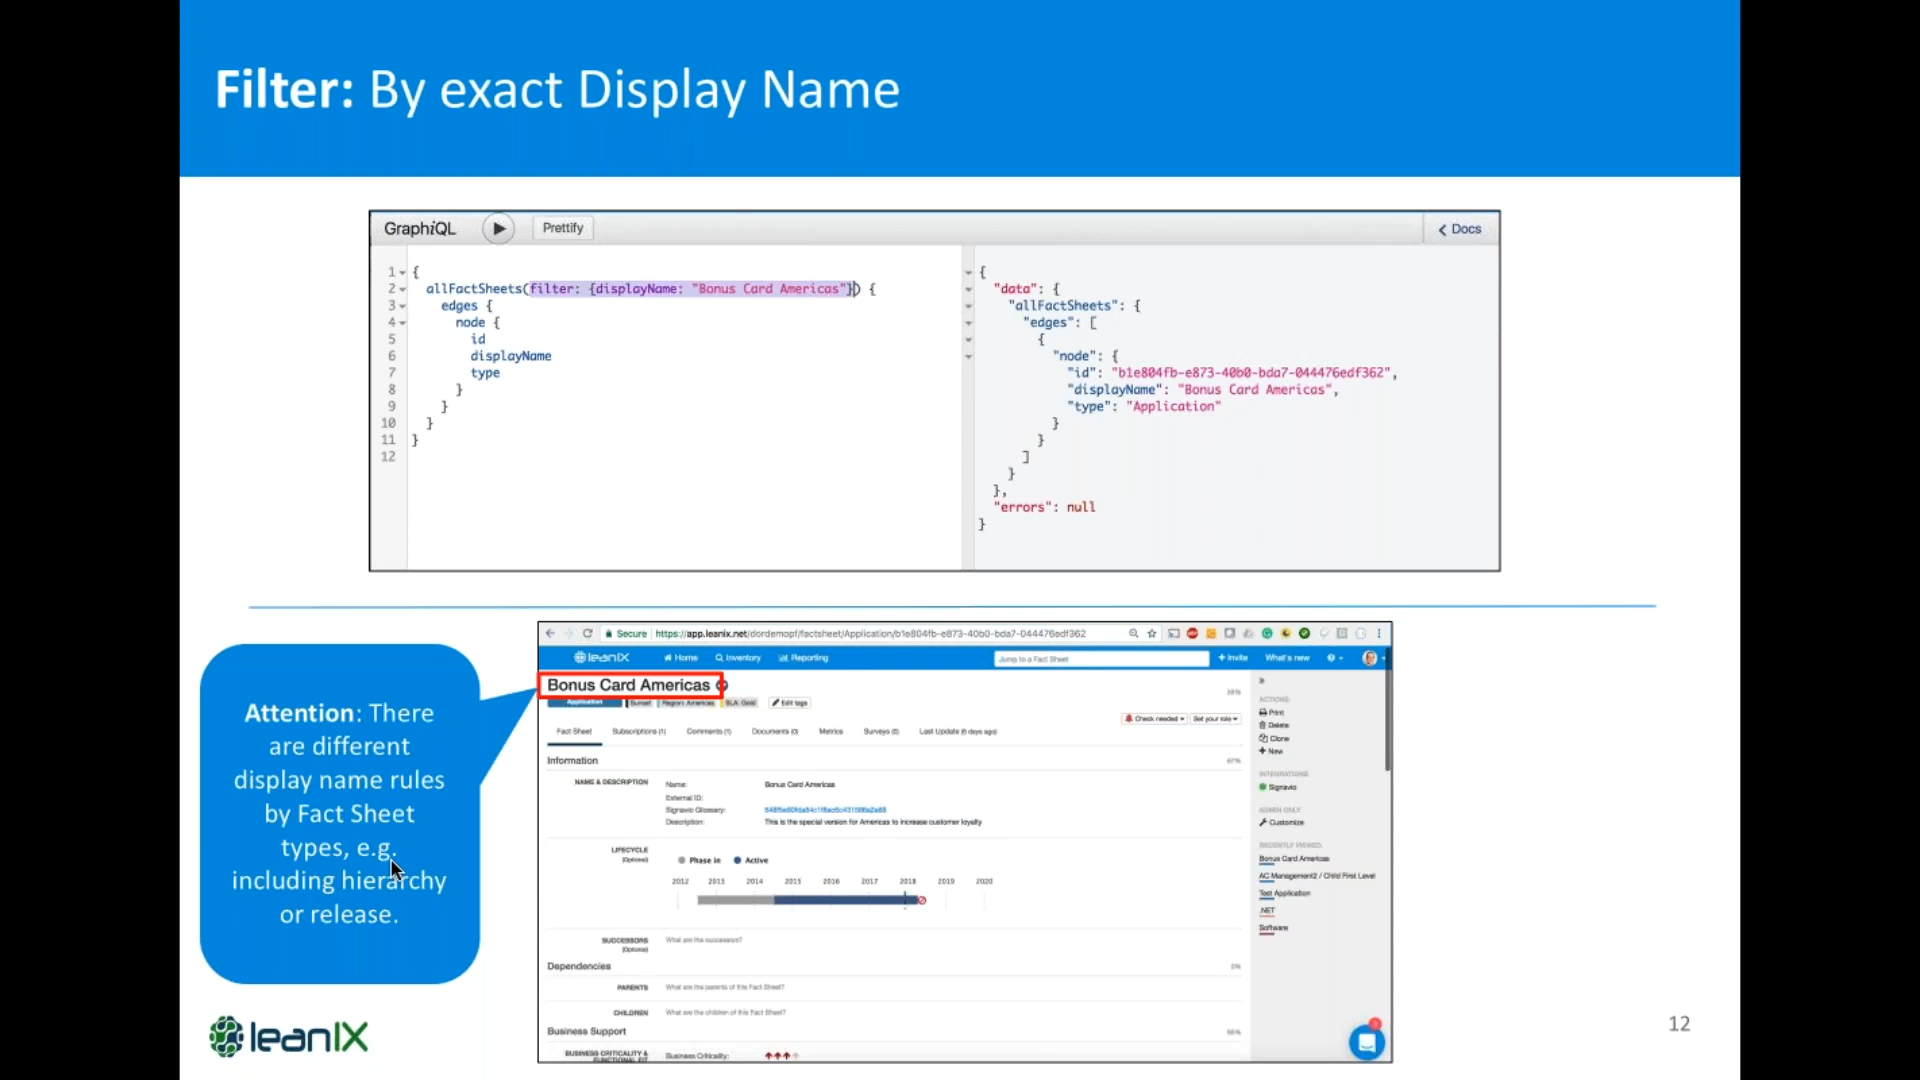 Filter: By exact Display Name
GraphiQL
Prettify
Docs
1 {
2 allFactSheets(filter: {displayName: "Bonus Card Americas"}) {
3 edges {
4 node {
5 id
6 displayName
7 type
8 }
9 }
10 }
11 }
12
{
"data": {
"allFactSheets": {
"edges": [
{
"node": {
"id": "b1e804fb-e873-40b0-bda7-044476edf362",
"displayName": "Bonus Card Americas",
"type": "Application"
}
}
]
}
},
"errors": null
}
Attention: There
are different
display name rules
by Fact Sheet
types, e.g.
including hierarchy
or release.
Secure https://app.leanix.net/dordemopf/factsheet/Application/b1e804fb-e873-40b0-bda7-044476edf362
leanIX Home Inventory Reporting Jump to a Fact Sheet Invite What's new
Bonus Card Americas
Application Sunset Region: Americas SLA: Gold Edit tags
Check needed Set your role
Fact Sheet Subscriptions (1) Comments (1) Documents (0) Metrics Surveys (0) Last Update (6 days ago)
Information
NAME & DESCRIPTION
Name: Bonus Card Americas
External ID:
Signavio Glossary:
Description: This is the special version for Americas to increase customer loyalty
LIFECYCLE
(Optional)
Phase in Active
2012 2013 2014 2015 2016 2017 2018 2019 2020
SUCCESSORS What are the successors?
(Optional)
Dependencies
PARENTS What are the parents of this Fact Sheet?
CHILDREN What are the children of this Fact Sheet?
Business Support
BUSINESS CRITICALITY & Business Criticality:
FUNCTIONAL FIT
ACTIONS
Print
Delete
Clone
New
INTEGRATIONS
Signavio
ADMIN ONLY
Customize
RECENTLY VIEWED
Bonus Card Americas
AC Management2 / Child First Level
Test Application
.NET
Software
leanIX
12